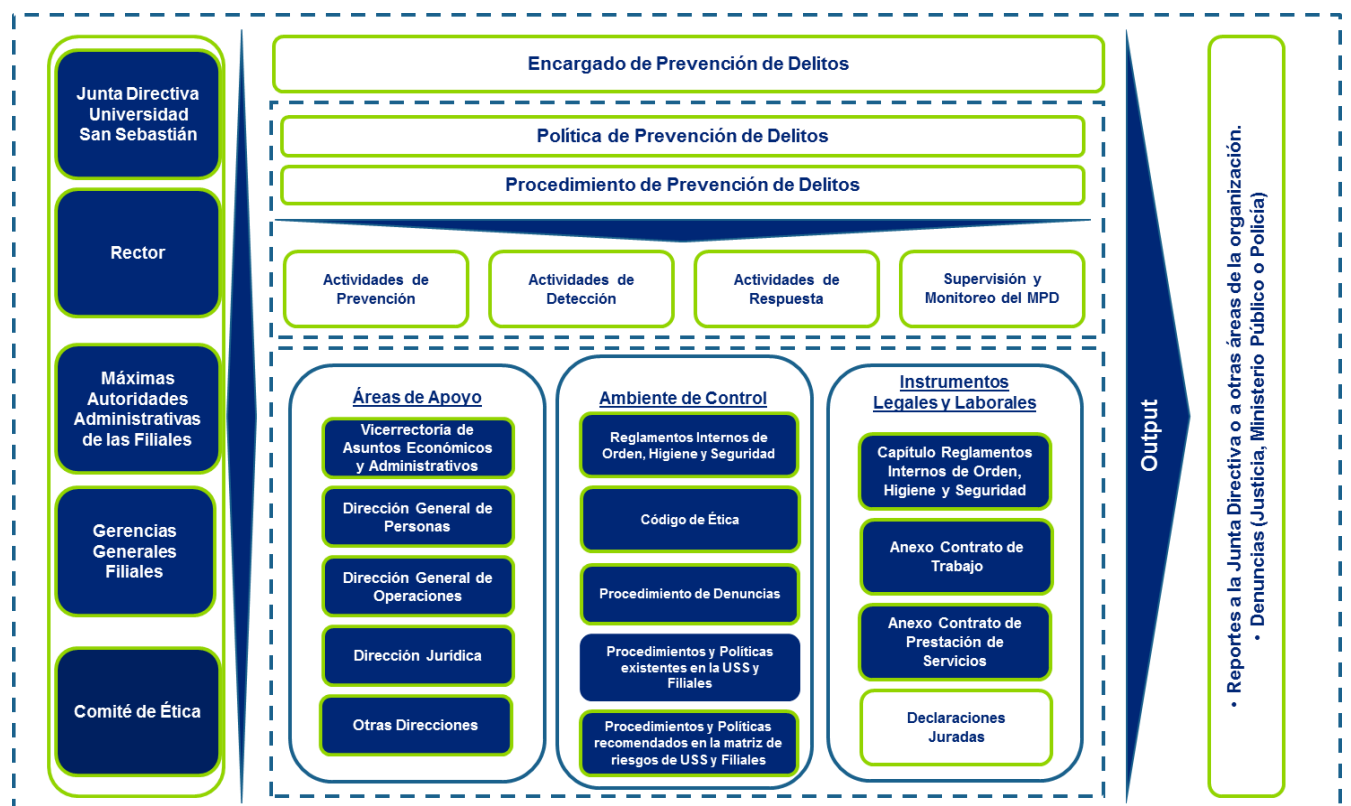 Junta Directiva
Universidad
San Sebastián
Rector
Máximas
Autoridades
Administrativas
de las Filiales
Gerencias
Generales
Filiales
Comité de Ética
Encargado de Prevención de Delitos
Política de Prevención de Delitos
Procedimiento de Prevención de Delitos
Actividades de
Prevención
Actividades de
Detección
Actividades de
Respuesta
Supervisión y
Monitoreo del MPD
Áreas de Apoyo
Vicerrectoría de
Asuntos Económicos
y Administrativos
Dirección General de
Personas
Dirección General de
Operaciones
Dirección Jurídica
Otras Direcciones
Ambiente de Control
Reglamentos Internos de
Orden, Higiene y Seguridad
Código de Ética
Procedimiento de Denuncias
Procedimientos y Políticas
existentes en la USS y
Filiales
Procedimientos y Políticas
recomendados en la matriz de
riesgos de USS y Filiales
Instrumentos
Legales y Laborales
Capítulo Reglamentos
Internos de Orden,
Higiene y Seguridad
Anexo Contrato de
Trabajo
Anexo Contrato de
Prestación de
Servicios
Declaraciones
Juradas
Output
• Reportes a la Junta Directiva o a otras áreas de la organización.
• Denuncias (Justicia, Ministerio Público o Policía)